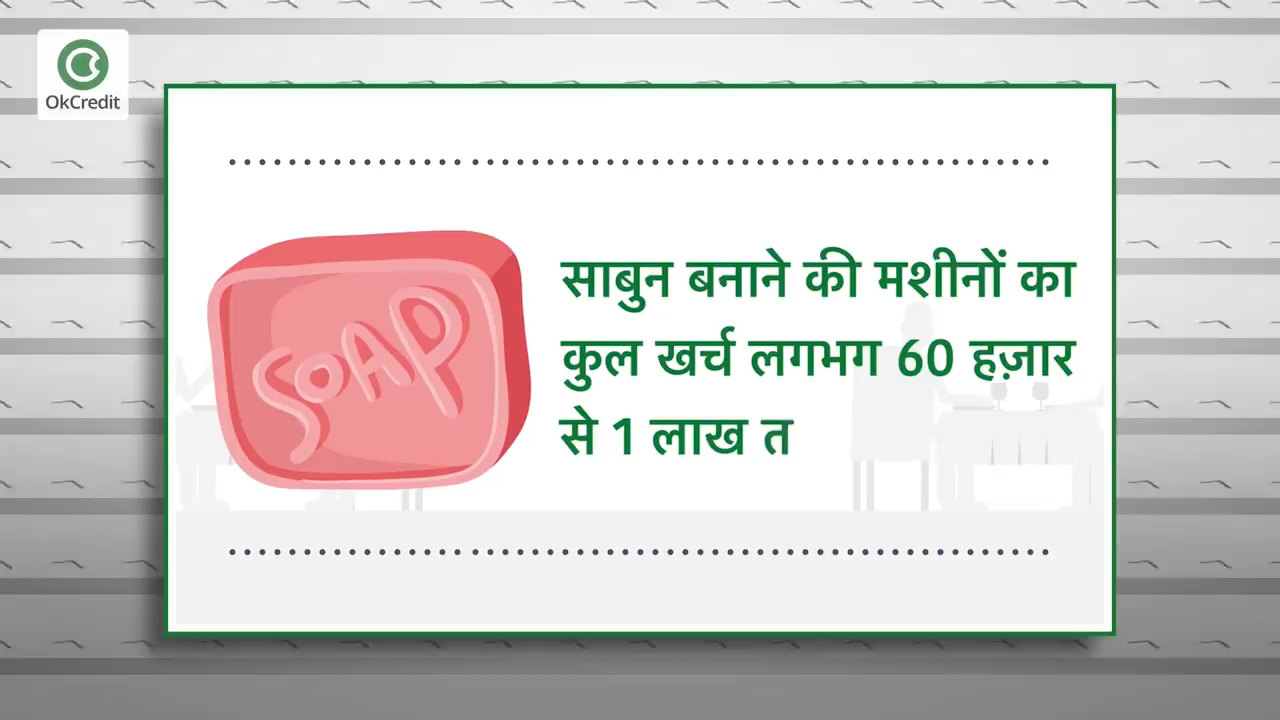 OkCredit
SOAP
साबुन बनाने की मशीनों का
कुल खर्च लगभग 60 हज़ार
से 1 लाख त